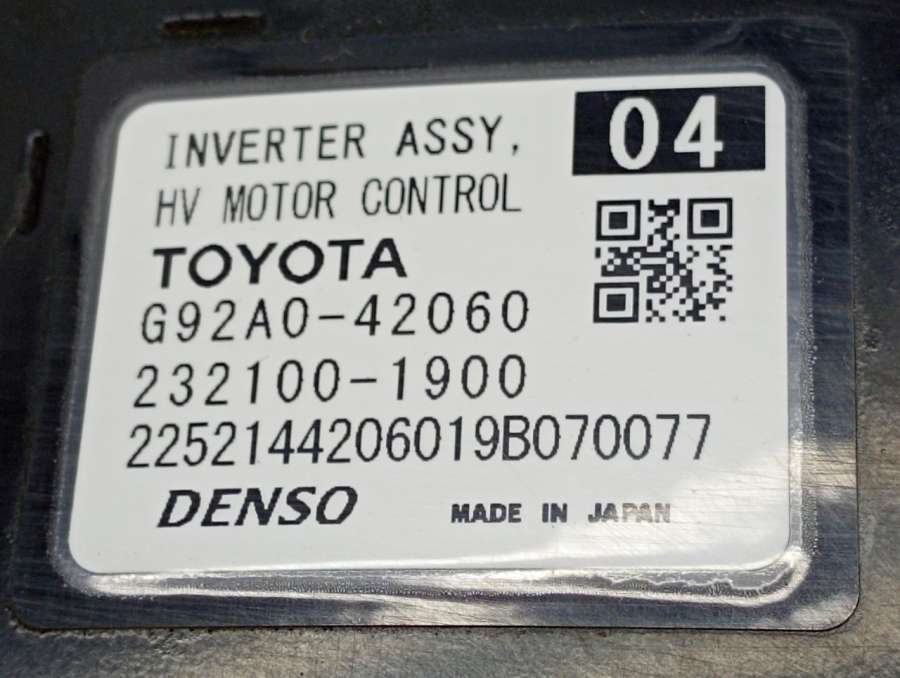 INVERTER ASSY,
04
HV MOTOR CONTROL
TOYOTA
G92A0-42060
232100-1900
2252144206019B070077
DENSO
MADE IN JAPAN